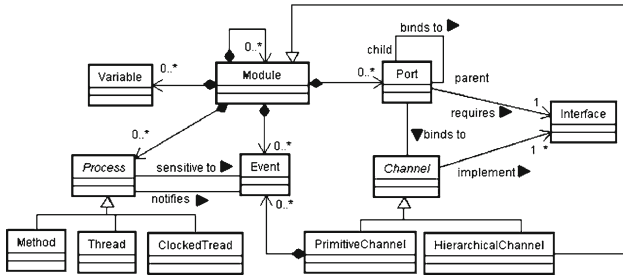 binds to
0..*
child
Variable
0..*
Module
0..*
Port
parent
requires
1
Interface
0..*
0..*
binds to
1..*
Process
sensitive to
Event
Channel
implement
notifies
0..*
Method
Thread
ClockedTread
PrimitiveChannel
HierarchicalChannel